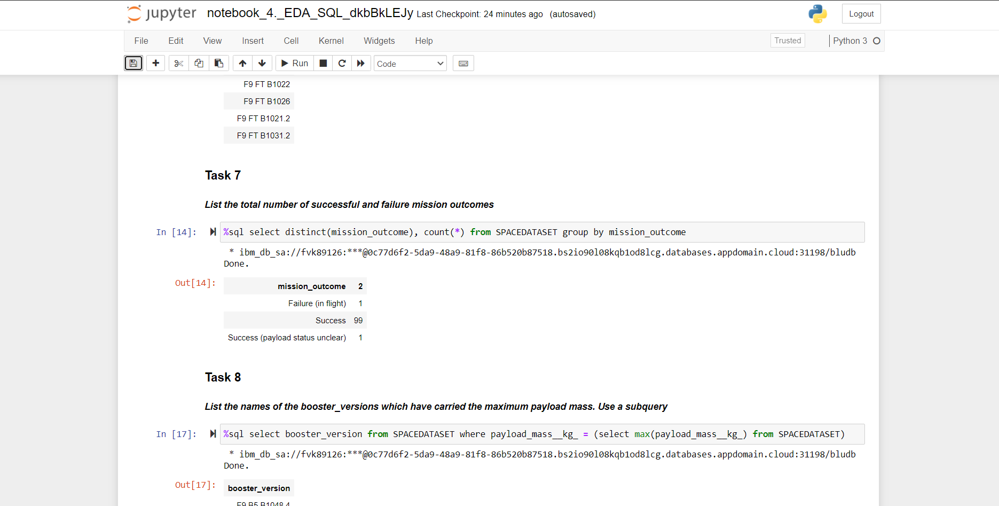 jupyter notebook_4._EDA_SQL_dkbBkLEJy Last Checkpoint: 24 minutes ago (autosaved) Logout
File Edit View Insert Cell Kernel Widgets Help Trusted Python 3
Run Code
F9 FT B1022
F9 FT B1026
F9 FT B1021.2
F9 FT B1031.2
Task 7
List the total number of successful and failure mission outcomes
In [14]: %sql select distinct(mission_outcome), count(*) from SPACEDATASET group by mission_outcome
* ibm_db_sa://fvk89126:***@0c77d6f2-5da9-48a9-81f8-86b520b87518.bs2io90l08kqb1od8lcg.databases.appdomain.cloud:31198/bludb
Done.
Out[14]:
mission_outcome 2
Failure (in flight) 1
Success 99
Success (payload status unclear) 1
Task 8
List the names of the booster_versions which have carried the maximum payload mass. Use a subquery
In [17]: %sql select booster_version from SPACEDATASET where payload_mass__kg_ = (select max(payload_mass__kg_) from SPACEDATASET)
* ibm_db_sa://fvk89126:***@0c77d6f2-5da9-48a9-81f8-86b520b87518.bs2io90l08kqb1od8lcg.databases.appdomain.cloud:31198/bludb
Done.
Out[17]:
booster_version
F9 B5 B1048.4